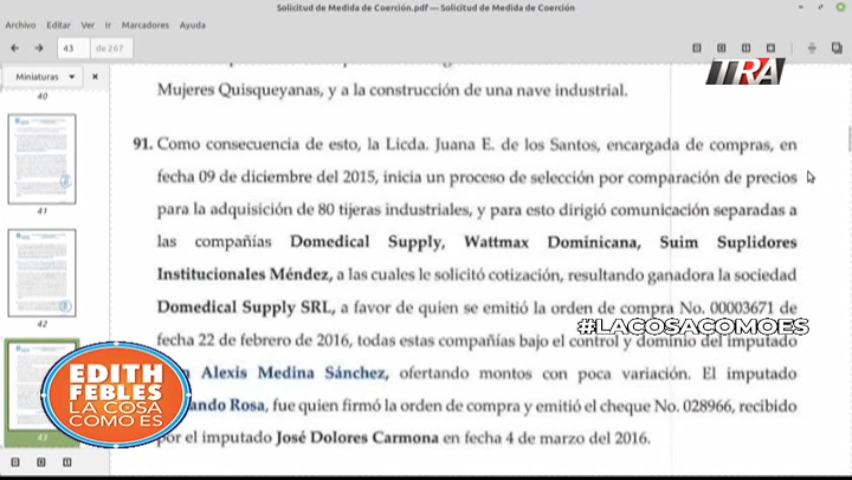 Solicitud de Medida de Coerción.pdf — Solicitud de Medida de Coerción
Archivo Editar Ver Ir Marcadores Ayuda
43 de 267
Miniaturas
TRA
40
41
42
43
Mujeres Quisqueyanas, y a la construcción de una nave industrial.
91. Como consecuencia de esto, la Licda. Juana E. de los Santos, encargada de compras, en
fecha 09 de diciembre del 2015, inicia un proceso de selección por comparación de precios
para la adquisición de 80 tijeras industriales, y para esto dirigió comunicación separadas a
las compañías Domedical Supply, Wattmax Dominicana, Suim Suplidores
Institucionales Méndez, a las cuales le solicitó cotización, resultando ganadora la sociedad
Domedical Supply SRL, a favor de quien se emitió la orden de compra No. 00003671 de
#LACOSACOMOES
fecha 22 de febrero de 2016, todas estas compañías bajo el control y dominio del imputado
Alexis Medina Sánchez, ofertando montos con poca variación. El imputado
ando Rosa, fue quien firmó la orden de compra y emitió el cheque No. 028966, recibido
por el imputado José Dolores Carmona en fecha 4 de marzo del 2016.
EDITH
FEBLES
LA COSA
COMO ES